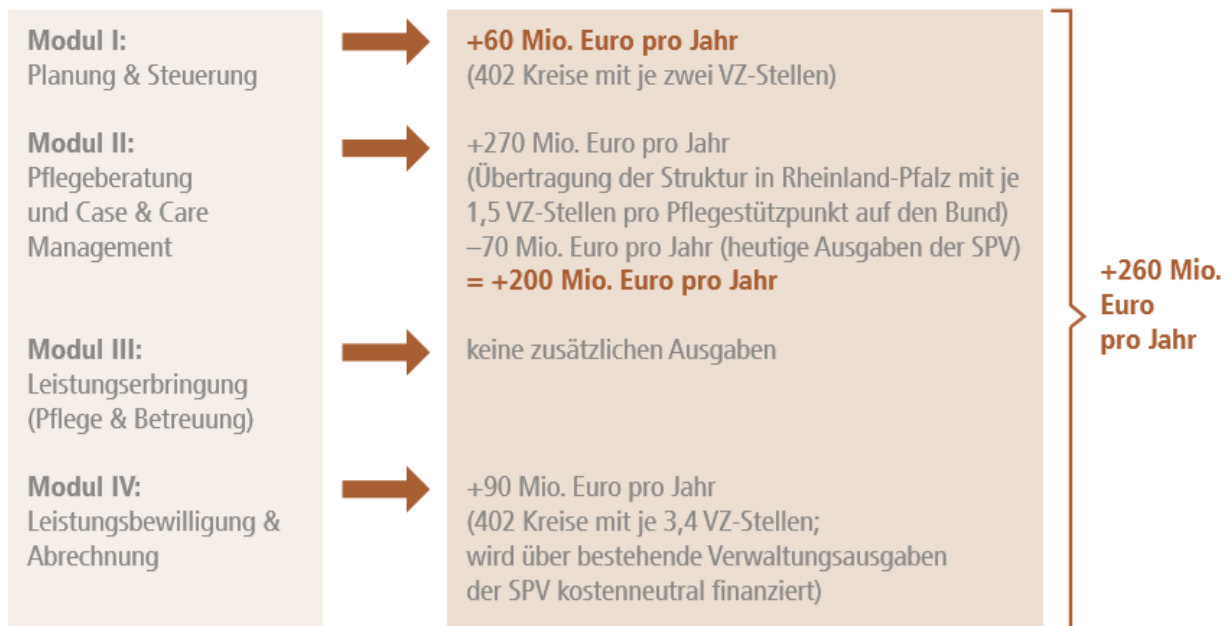 Modul I:
Planung & Steuerung
+60 Mio. Euro pro Jahr
(402 Kreise mit je zwei VZ-Stellen)
Modul II:
Pflegeberatung
und Case & Care
Management
+270 Mio. Euro pro Jahr
(Übertragung der Struktur in Rheinland-Pfalz mit je
1,5 VZ-Stellen pro Pflegestützpunkt auf den Bund)
–70 Mio. Euro pro Jahr (heutige Ausgaben der SPV)
= +200 Mio. Euro pro Jahr
Modul III:
Leistungserbringung
(Pflege & Betreuung)
keine zusätzlichen Ausgaben
Modul IV:
Leistungsbewilligung &
Abrechnung
+90 Mio. Euro pro Jahr
(402 Kreise mit je 3,4 VZ-Stellen;
wird über bestehende Verwaltungsausgaben
der SPV kostenneutral finanziert)
+260 Mio.
Euro
pro Jahr